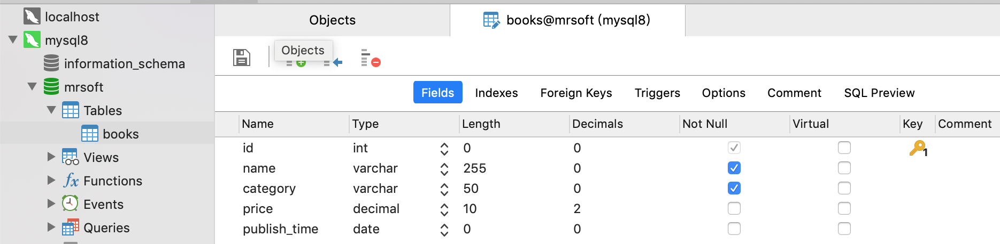 localhost
mysql8
information_schema
mrsoft
Tables
books
Views
fx Functions
Events
Queries
Objects
books@mrsoft (mysql8)
Objects
Fields Indexes Foreign Keys Triggers Options Comment SQL Preview
Name Type Length Decimals Not Null Virtual Key Comment
id int 0 0 1
name varchar 255 0
category varchar 50 0
price decimal 10 2
publish_time date 0 0